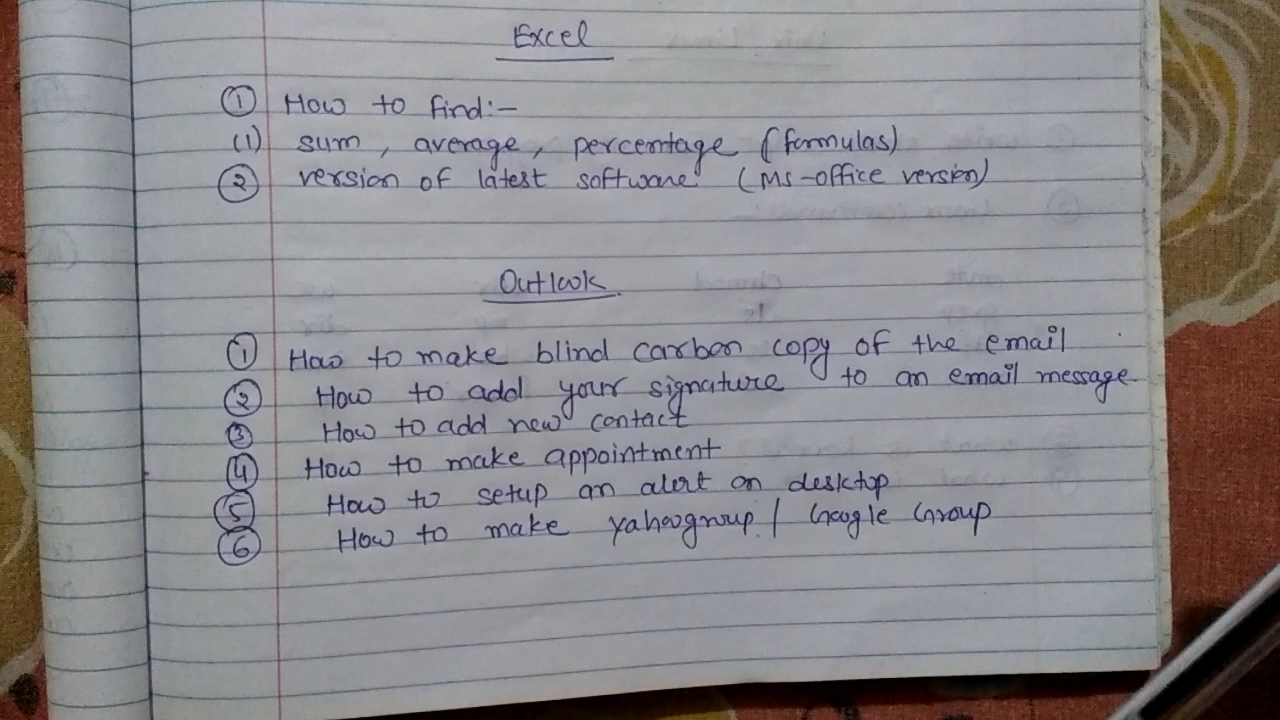 Excel
① How to find:-
(1) sum, average, percentage (formulas)
② version of latest software (MS-office version)
Outlook
① How to make blind carbon copy of the email
② How to add your signature to an email message
③ How to add new contact
④ How to make appointment
⑤ How to setup an alert on desktop
⑥ How to make yahoogroup / Google Group